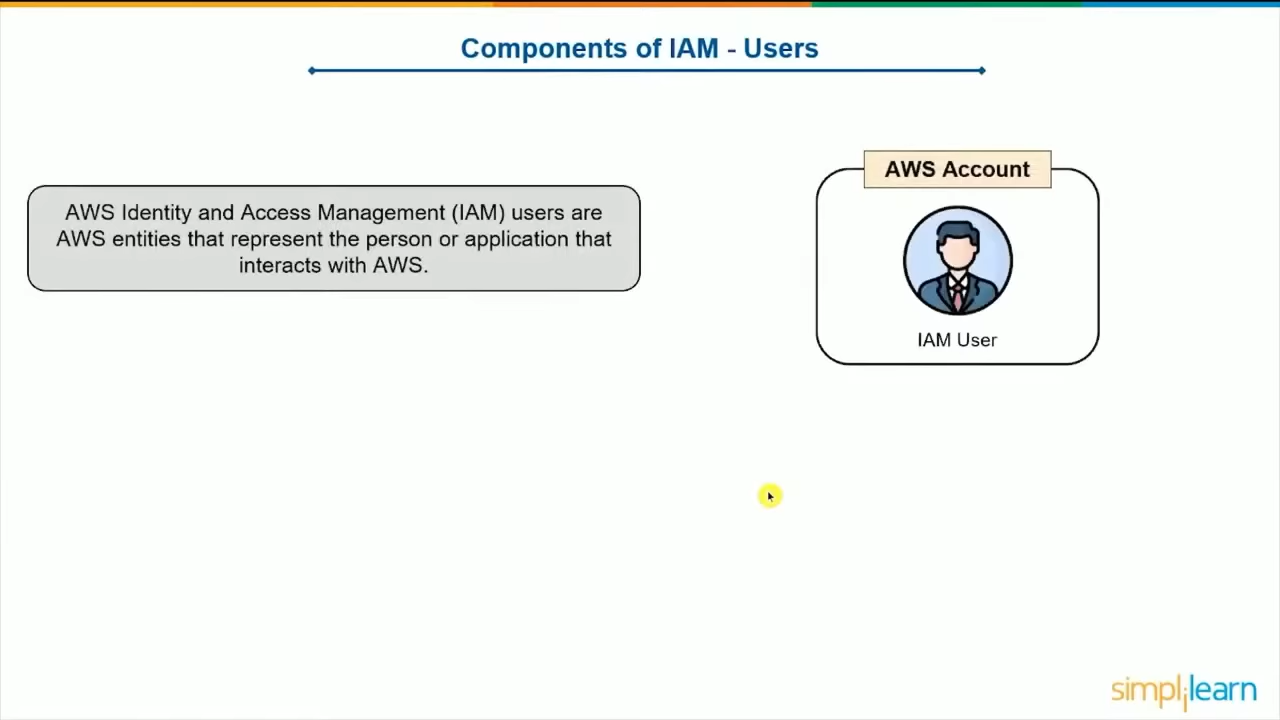 Components of IAM - Users
AWS Identity and Access Management (IAM) users are
AWS entities that represent the person or application that
interacts with AWS.
AWS Account
IAM User
simplilearn